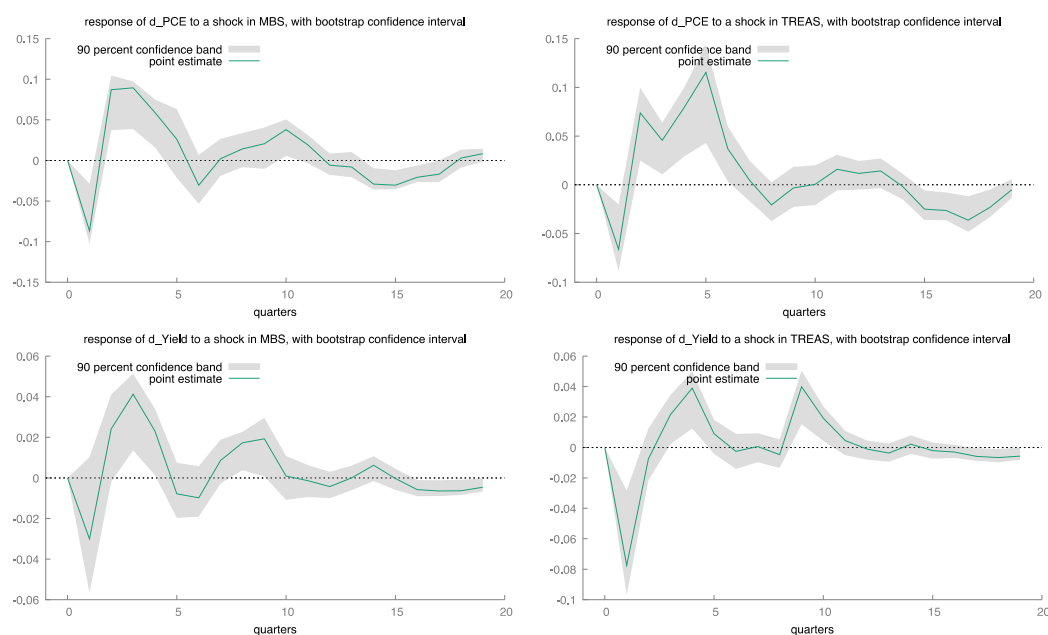 response of d_PCE to a shock in MBS, with bootstrap confidence interval
0.15
90 percent confidence band
point estimate
0.1
0.05
0
-0.05
-0.1
-0.15
0 5 10 15 20
quarters
response of d_PCE to a shock in TREAS, with bootstrap confidence interval
0.15
90 percent confidence band
point estimate
0.1
0.05
0
-0.05
-0.1
0 5 10 15 20
quarters
response of d_Yield to a shock in MBS, with bootstrap confidence interval
0.06
90 percent confidence band
point estimate
0.04
0.02
0
-0.02
-0.04
-0.06
0 5 10 15 20
quarters
response of d_Yield to a shock in TREAS, with bootstrap confidence interval
0.06
90 percent confidence band
point estimate
0.04
0.02
0
-0.02
-0.04
-0.06
-0.08
-0.1
0 5 10 15 20
quarters